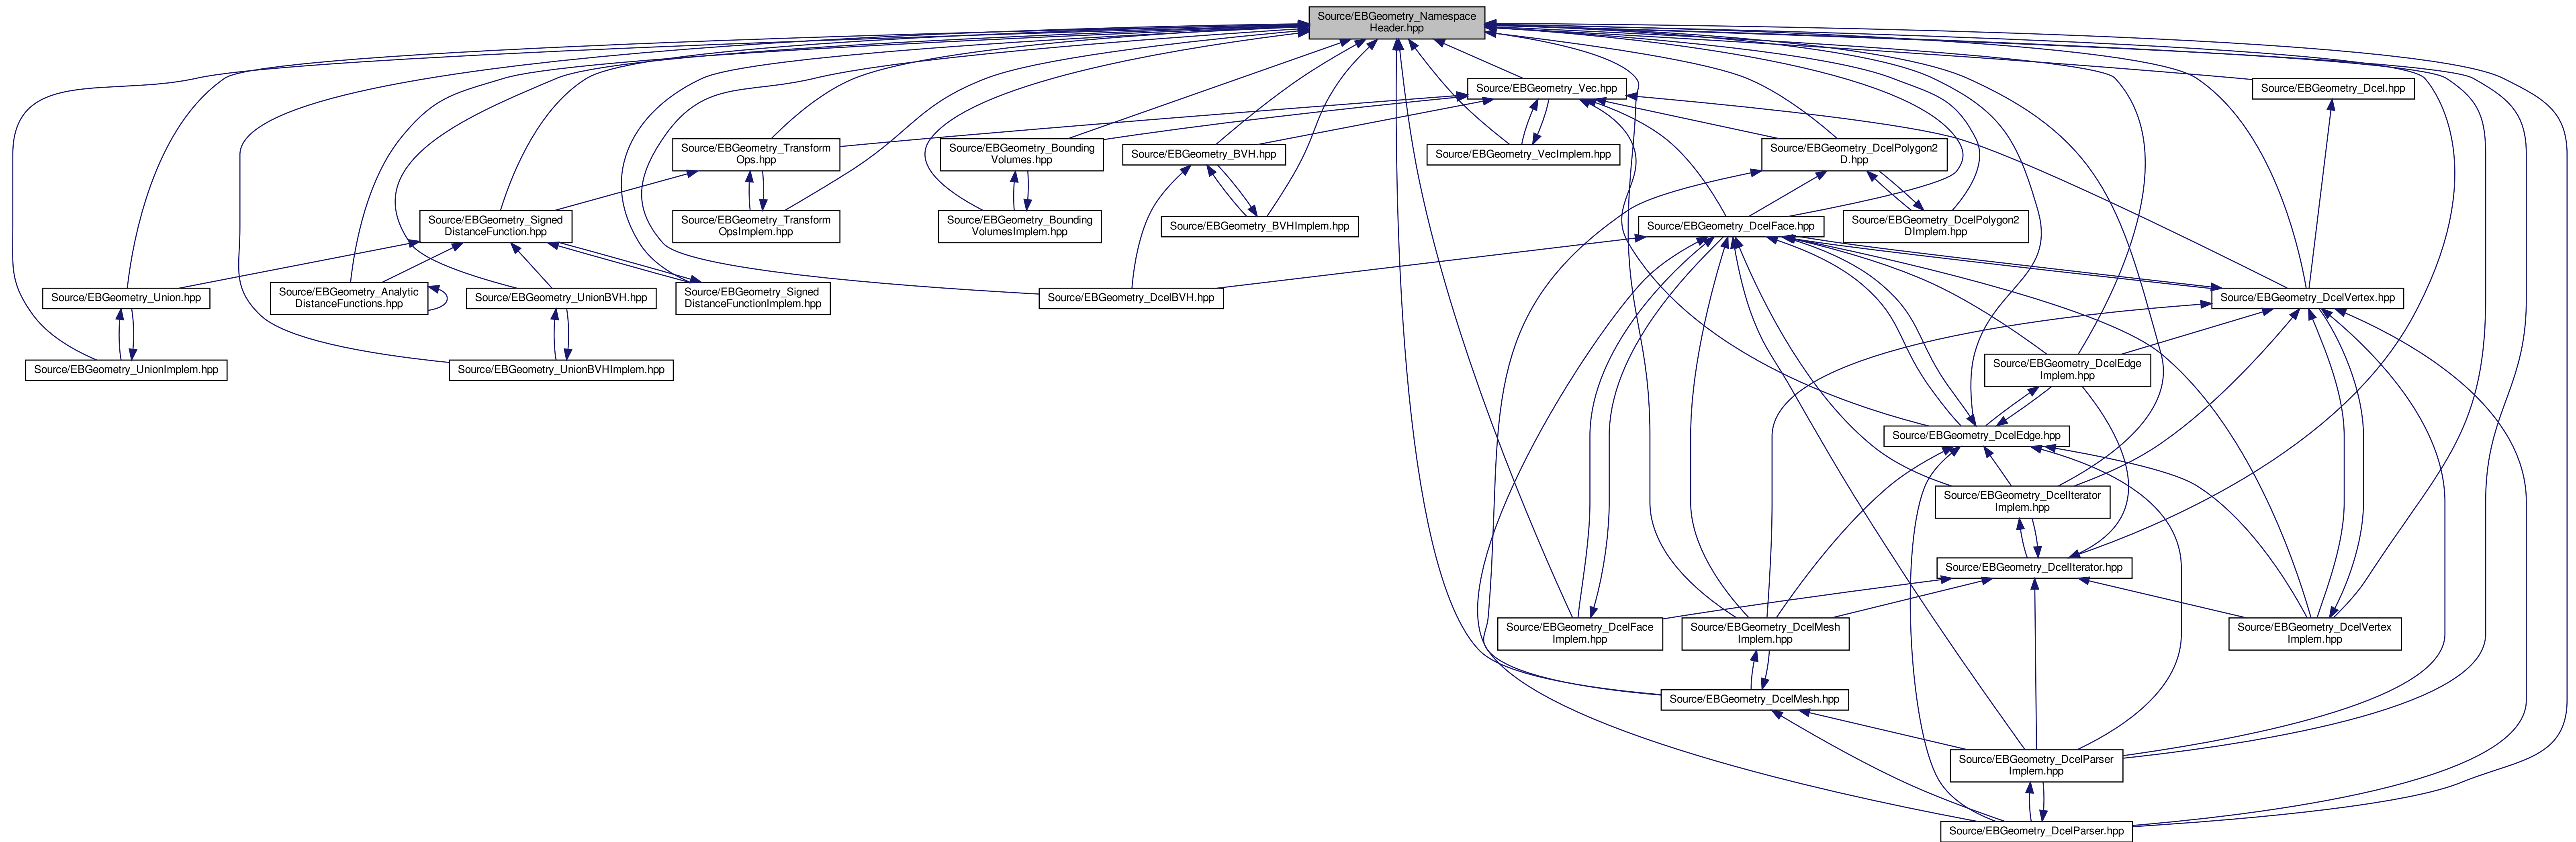 Source/EBGeometry_Namespace
Header.hpp
Source/EBGeometry_Vec.hpp
Source/EBGeometry_Dcel.hpp
Source/EBGeometry_Transform
Ops.hpp
Source/EBGeometry_Bounding
Volumes.hpp
Source/EBGeometry_BVH.hpp
Source/EBGeometry_VecImplem.hpp
Source/EBGeometry_DcelPolygon2
D.hpp
Source/EBGeometry_Signed
DistanceFunction.hpp
Source/EBGeometry_Transform
OpsImplem.hpp
Source/EBGeometry_Bounding
VolumesImplem.hpp
Source/EBGeometry_BVHImplem.hpp
Source/EBGeometry_DcelFace.hpp
Source/EBGeometry_DcelPolygon2
DImplem.hpp
Source/EBGeometry_Union.hpp
Source/EBGeometry_Analytic
DistanceFunctions.hpp
Source/EBGeometry_UnionBVH.hpp
Source/EBGeometry_Signed
DistanceFunctionImplem.hpp
Source/EBGeometry_DcelBVH.hpp
Source/EBGeometry_DcelVertex.hpp
Source/EBGeometry_UnionImplem.hpp
Source/EBGeometry_UnionBVHImplem.hpp
Source/EBGeometry_DcelEdge
Implem.hpp
Source/EBGeometry_DcelEdge.hpp
Source/EBGeometry_DcelIterator
Implem.hpp
Source/EBGeometry_DcelIterator.hpp
Source/EBGeometry_DcelFace
Implem.hpp
Source/EBGeometry_DcelMesh
Implem.hpp
Source/EBGeometry_DcelVertex
Implem.hpp
Source/EBGeometry_DcelMesh.hpp
Source/EBGeometry_DcelParser
Implem.hpp
Source/EBGeometry_DcelParser.hpp